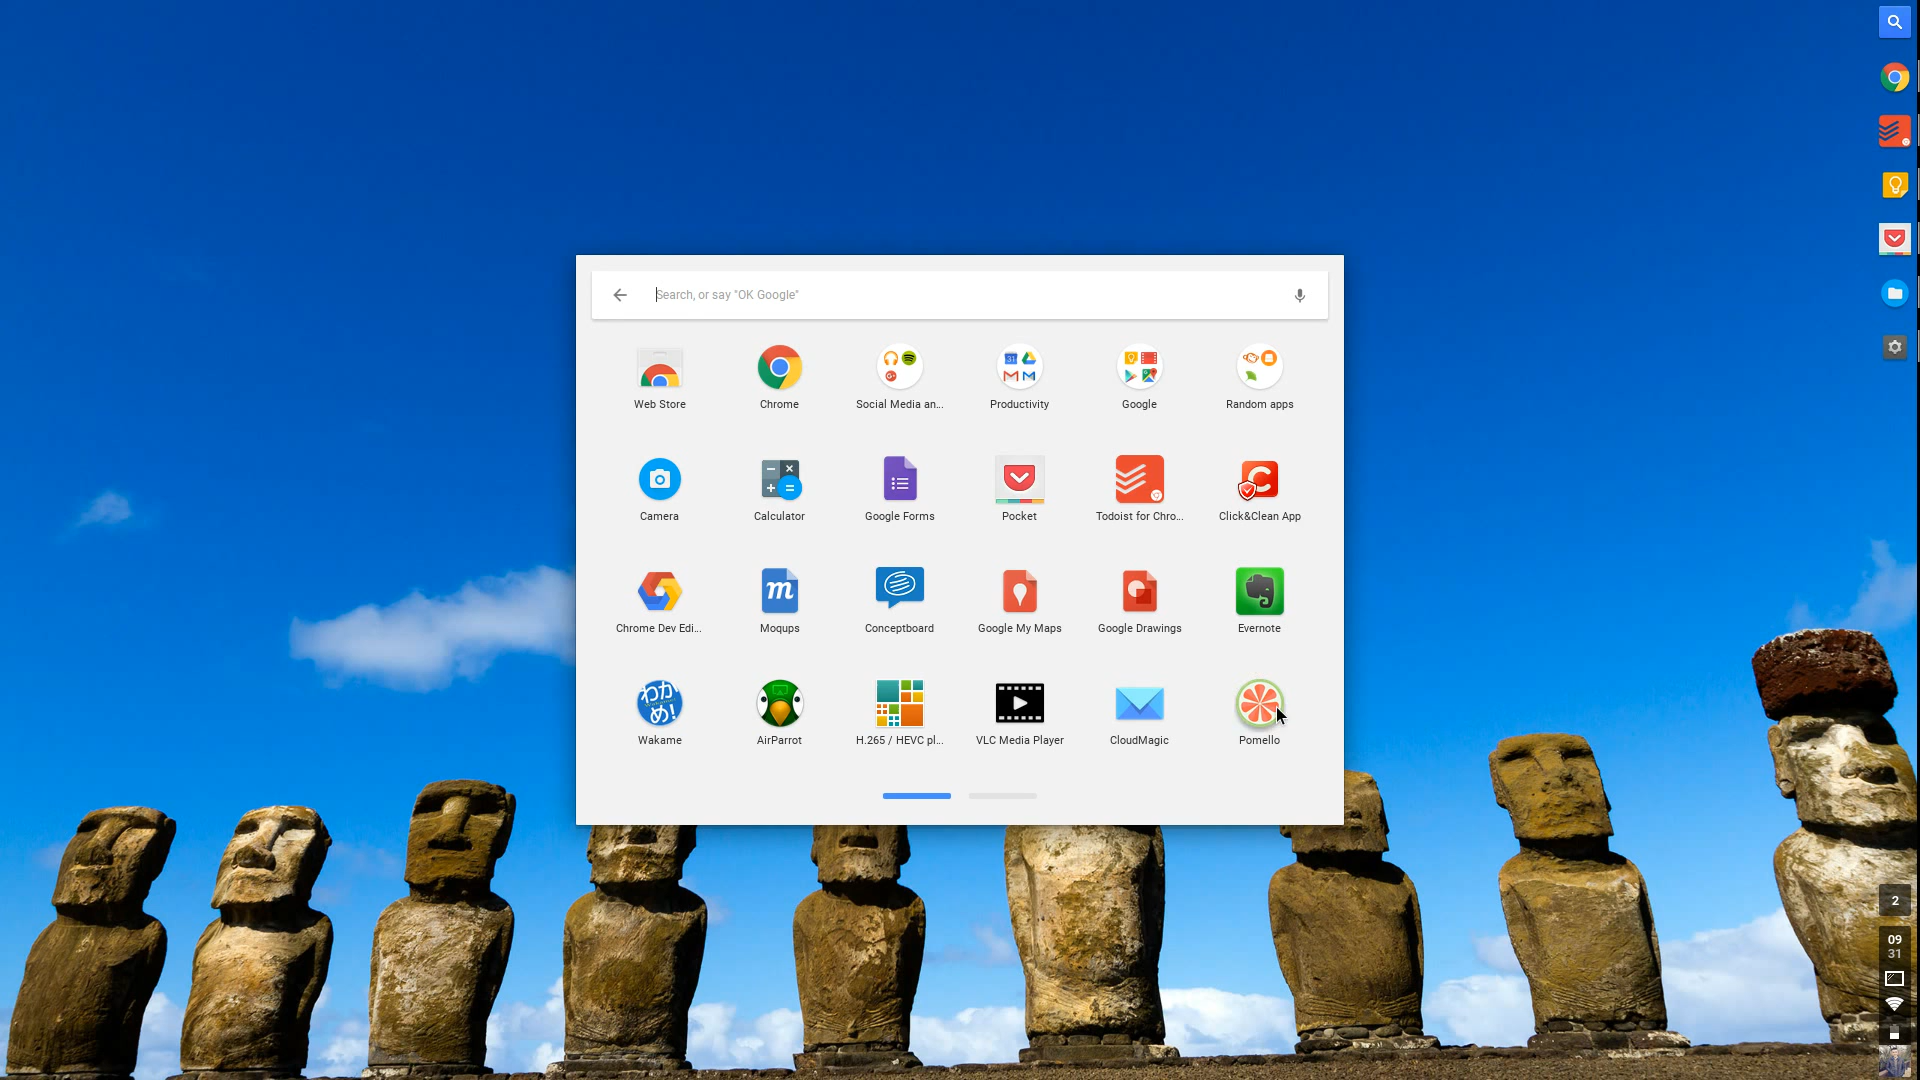 Search, or say "OK Google"
Web Store
Chrome
Social Media an...
Productivity
Google
Random apps
Camera
Calculator
Google Forms
Pocket
Todoist for Chro...
Click&Clean App
Chrome Dev Edi...
m
Moqups
Conceptboard
Google My Maps
Google Drawings
Evernote
わか
め!
Wakame
AirParrot
H.265 / HEVC pl...
VLC Media Player
CloudMagic
Pomello
2
09
31